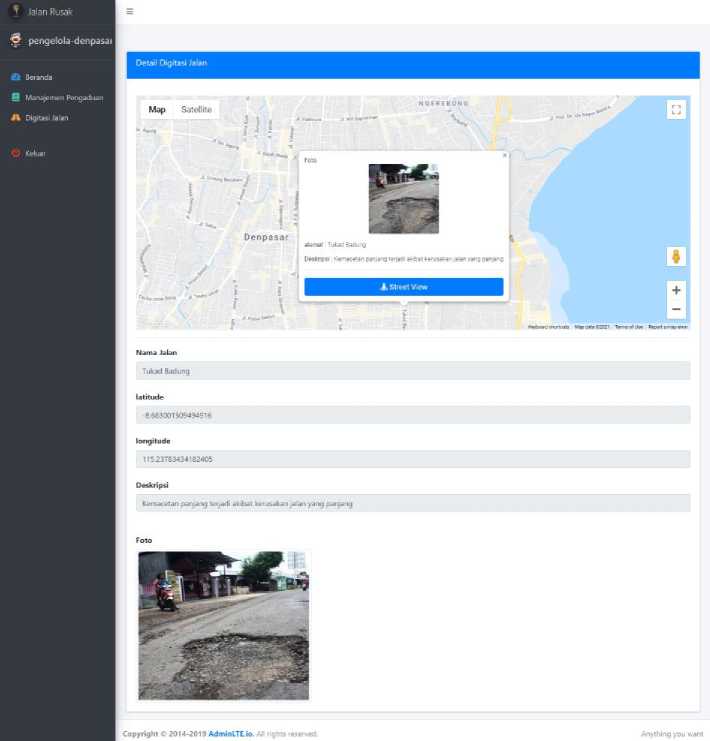 Jalan Rusak
pengelola-denpasar
Beranda
Manajemen Pengaduan
Digitasi Jalan
Keluar
Detail Digitasi Jalan
Map Satellite
NGEREBONG
Denpasar
Foto
alamat : Tukad Badung
Deskripsi : Kemacetan panjang terjadi akibat kerusakan jalan yang panjang
Street View
Keyboard shortcuts Map data ©2021 Terms of Use Report a map error
Nama Jalan
Tukad Badung
latitude
-8.683001509494916
longitude
115.23783434182405
Deskripsi
Kemacetan panjang terjadi akibat kerusakan jalan yang panjang
Foto
Copyright © 2014-2019 AdminLTE.io. All rights reserved.
Anything you want